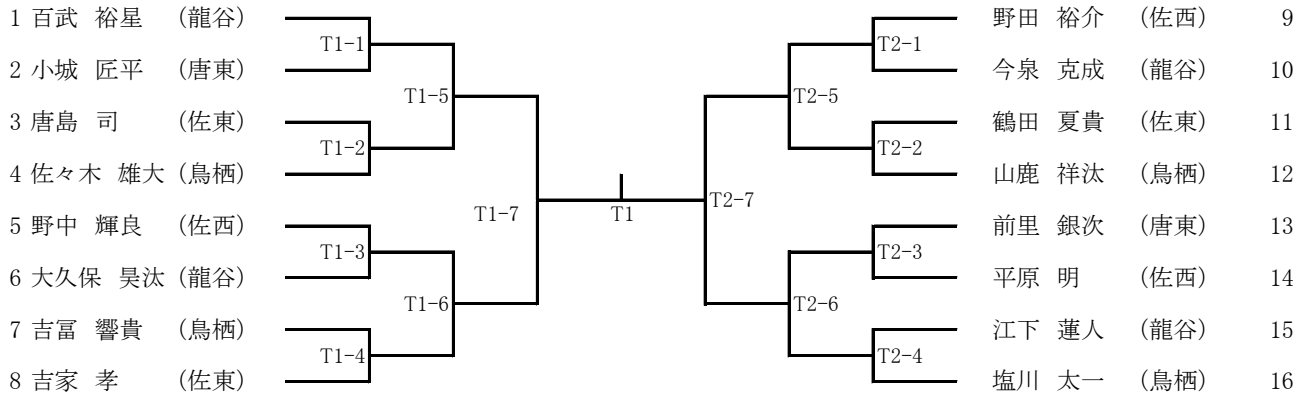 1 百武 裕星 (龍谷)
2 小城 匠平 (唐東)
3 唐島 司 (佐東)
4 佐々木 雄大 (鳥栖)
5 野中 輝良 (佐西)
6 大久保 昊汰 (龍谷)
7 吉冨 響貴 (鳥栖)
8 吉家 孝 (佐東)
T1-1
T1-2
T1-3
T1-4
T1-5
T1-6
T1-7
T1
T2-7
T2-5
T2-6
T2-1
T2-2
T2-3
T2-4
野田 裕介 (佐西) 9
今泉 克成 (龍谷) 10
鶴田 夏貴 (佐東) 11
山鹿 祥汰 (鳥栖) 12
前里 銀次 (唐東) 13
平原 明 (佐西) 14
江下 蓮人 (龍谷) 15
塩川 太一 (鳥栖) 16